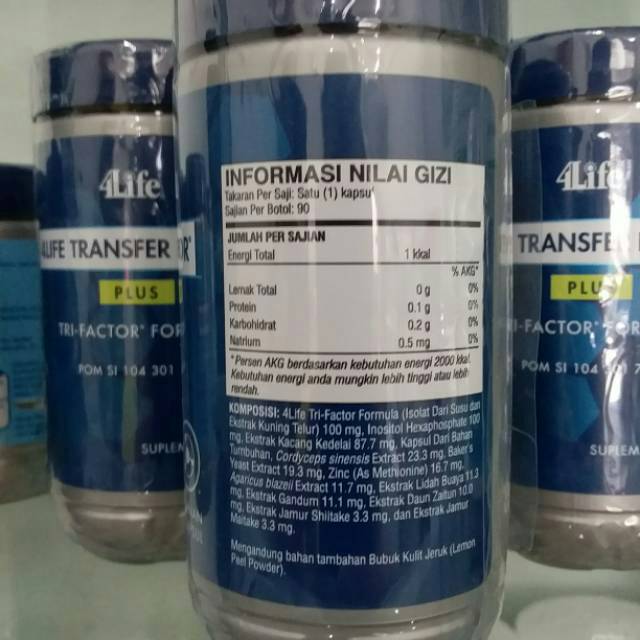 INFORMASI NILAI GIZI
Takaran Per Saji: Satu (1) kapsul
Sajian Per Botol: 90
JUMLAH PER SAJIAN
Energi Total 1 kkal
% AKG*
Lemak Total 0 g 0%
Protein 0.1 g 0%
Karbohidrat 0.2 g 0%
Natrium 0.5 mg 0%
*Persen AKG berdasarkan kebutuhan energi 2000 kkal.
Kebutuhan energi anda mungkin lebih tinggi atau lebih
rendah.
KOMPOSISI: 4Life Tri-Factor Formula (Isolat Dari Susu dan
Ekstrak Kuning Telur) 100 mg, Inositol Hexaphosphate 100
mg, Ekstrak Kacang Kedelai 87.7 mg, Kapsul Dari Bahan
Tumbuhan, Cordyceps sinensis Extract 23.3 mg, Baker's
Yeast Extract 19.3 mg, Zinc (As Methionine) 16.7 mg,
Agaricus blazeii Extract 11.7 mg, Ekstrak Lidah Buaya 11.3
mg, Ekstrak Gandum 11.1 mg, Ekstrak Daun Zaitun 10.0
mg, Ekstrak Jamur Shiitake 3.3 mg, dan Ekstrak Jamur
Maitake 3.3 mg.
Mengandung bahan tambahan Bubuk Kulit Jeruk (Lemon
Peel Powder).
4Life
4LIFE TRANSFER
PLUS
TRI-FACTOR® FOR
POM SI 104 301
SUPLEM
4Life
TRANSFE
PLU
I-FACTOR® FOR
POM SI 104
SUPLEM